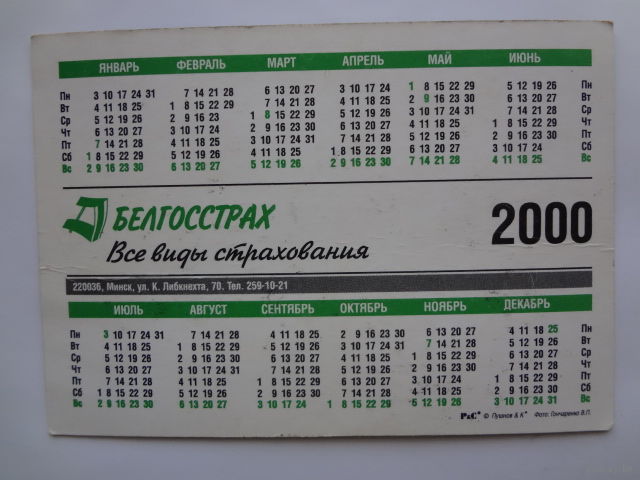 ЯНВАРЬ ФЕВРАЛЬ МАРТ АПРЕЛЬ МАЙ ИЮНЬ
Пн 3 10 17 24 31 7 14 21 28 6 13 20 27 3 10 17 24 1 8 15 22 29 5 12 19 26 Пн
Вт 4 11 18 25 1 8 15 22 29 7 14 21 28 4 11 18 25 2 9 16 23 30 6 13 20 27 Вт
Ср 5 12 19 26 2 9 16 23 1 8 15 22 29 5 12 19 26 3 10 17 24 31 7 14 21 28 Ср
Чт 6 13 20 27 3 10 17 24 2 9 16 23 30 6 13 20 27 4 11 18 25 1 8 15 22 29 Чт
Пт 7 14 21 28 4 11 18 25 3 10 17 24 31 7 14 21 28 5 12 19 26 2 9 16 23 30 Пт
Сб 1 8 15 22 29 5 12 19 26 4 11 18 25 1 8 15 22 29 6 13 20 27 3 10 17 24 Сб
Вс 2 9 16 23 30 6 13 20 27 5 12 19 26 2 9 16 23 30 7 14 21 28 4 11 18 25 Вс
БЕЛГОССТРАХ 2000
Все виды страхования
220036, Минск, ул. К. Либкнехта, 70. Тел. 259-10-21
ИЮЛЬ АВГУСТ СЕНТЯБРЬ ОКТЯБРЬ НОЯБРЬ ДЕКАБРЬ
Пн 3 10 17 24 31 7 14 21 28 4 11 18 25 2 9 16 23 30 6 13 20 27 4 11 18 25 Пн
Вт 4 11 18 25 1 8 15 22 29 5 12 19 26 3 10 17 24 31 7 14 21 28 5 12 19 26 Вт
Ср 5 12 19 26 2 9 16 23 30 6 13 20 27 4 11 18 25 1 8 15 22 29 6 13 20 27 Ср
Чт 6 13 20 27 3 10 17 24 31 7 14 21 28 5 12 19 26 2 9 16 23 30 7 14 21 28 Чт
Пт 7 14 21 28 4 11 18 25 1 8 15 22 29 6 13 20 27 3 10 17 24 1 8 15 22 29 Пт
Сб 1 8 15 22 29 5 12 19 26 2 9 16 23 30 7 14 21 28 4 11 18 25 2 9 16 23 30 Сб
Вс 2 9 16 23 30 6 13 20 27 3 10 17 24 1 8 15 22 29 5 12 19 26 3 10 17 24 31 Вс
P&C © Пушнов & К° Фото: Гончаренко В.П.